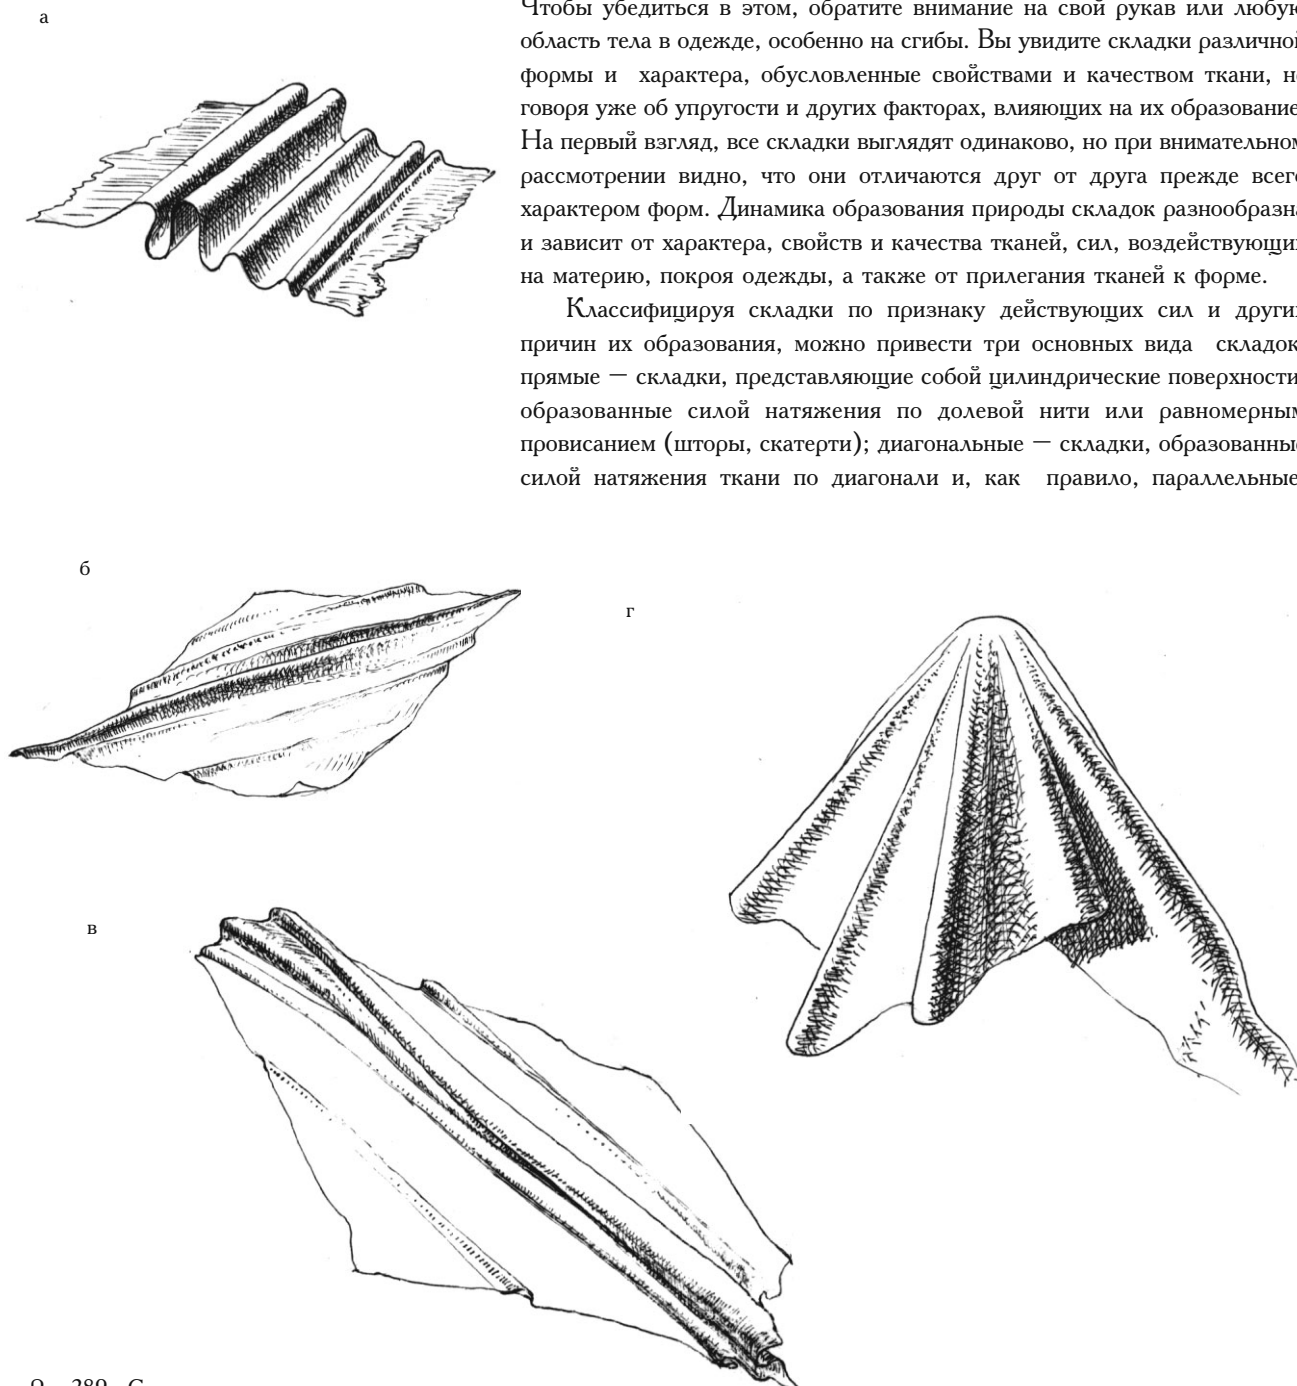 а
Чтобы убедиться в этом, обратите внимание на свой рукав или любую
область тела в одежде, особенно на сгибы. Вы увидите складки различной
формы и характера, обусловленные свойствами и качеством ткани, не
говоря уже об упругости и других факторах, влияющих на их образование
На первый взгляд, все складки выглядят одинаково, но при внимательном
рассмотрении видно, что они отличаются друг от друга прежде всего
характером форм. Динамика образования природы складок разнообразна
и зависит от характера, свойств и качества тканей, сил, воздействующих
на материю, покроя одежды, а также от прилегания тканей к форме.
Классифицируя складки по признаку действующих сил и других
причин их образования, можно привести три основных вида складок
прямые — складки, представляющие собой цилиндрические поверхности
образованные силой натяжения по долевой нити или равномерным
провисанием (шторы, скатерти); диагональные — складки, образованные
силой натяжения ткани по диагонали и, как правило, параллельные
б
г
в
289